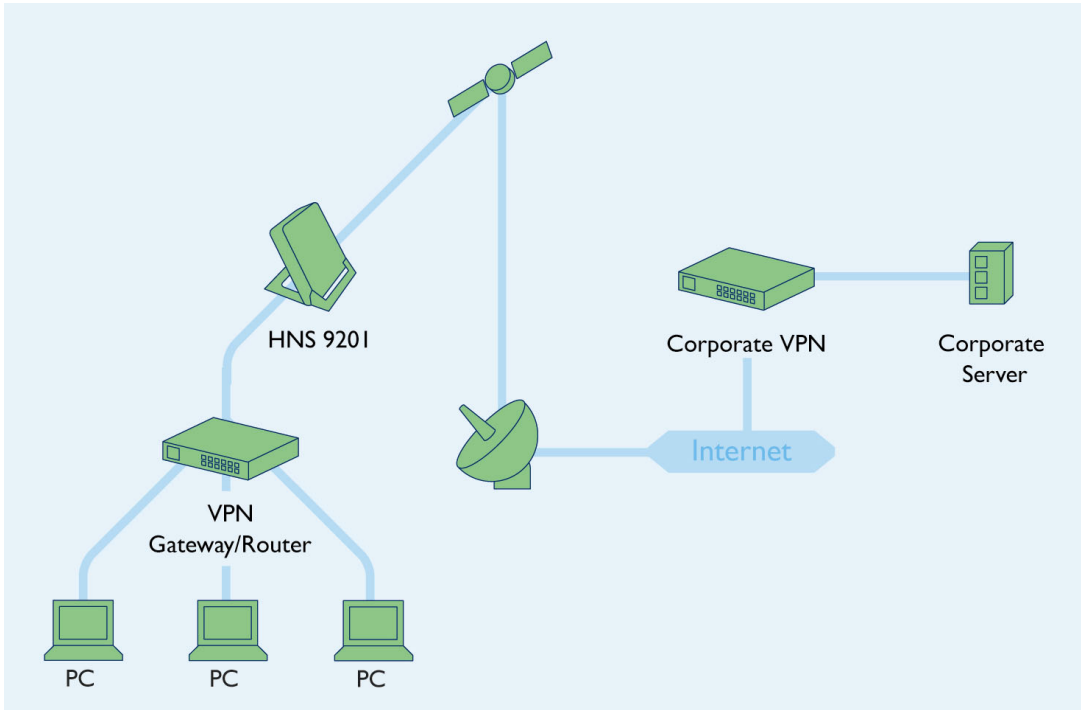 HNS 9201
Corporate VPN
Corporate
Server
Internet
VPN
Gateway/Router
PC
PC
PC